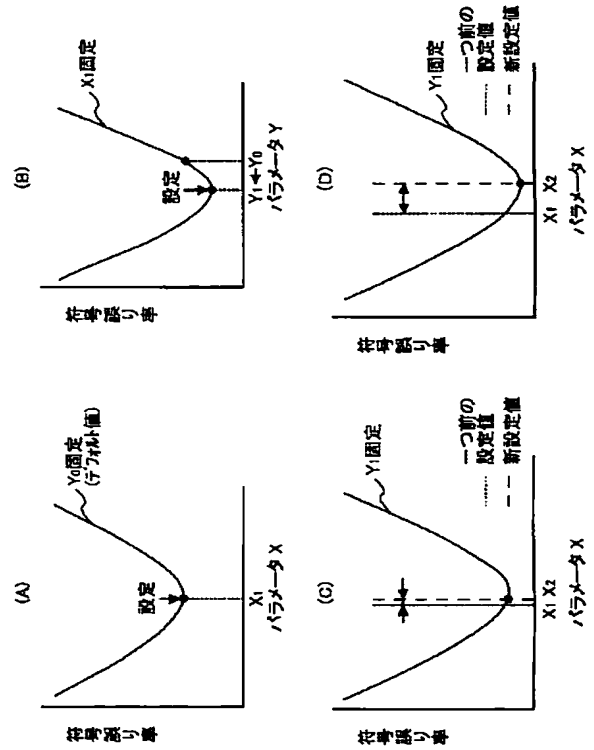 (A)
符号誤り率
Y0固定
(デフォルト値)
設定
X1
パラメータ X
(B)
符号誤り率
X1固定
設定
Y1←Y0
パラメータ Y
(C)
符号誤り率
Y1固定
一つ前の
設定値
新設定値
X1 X2
パラメータ X
(D)
符号誤り率
Y1固定
一つ前の
設定値
新設定値
X1 X2
パラメータ X